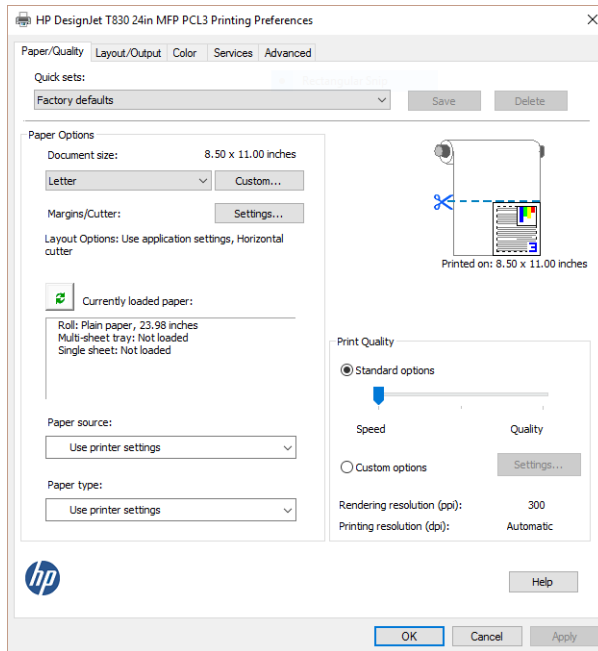 HP DesignJet T830 24in MFP PCL3 Printing Preferences
Paper/Quality Layout/Output Color Services Advanced
Quick sets:
Factory defaults
Save Delete
Paper Options
Document size: 8.50 x 11.00 inches
Letter Custom...
Margins/Cutter: Settings...
Layout Options: Use application settings, Horizontal
cutter
Currently loaded paper:
Roll: Plain paper, 23.98 inches
Multi-sheet tray: Not loaded
Single sheet: Not loaded
Paper source:
Use printer settings
Paper type:
Use printer settings
3
Printed on: 8.50 x 11.00 inches
Print Quality
Standard options
Speed Quality
Custom options Settings...
Rendering resolution (ppi): 300
Printing resolution (dpi): Automatic
hp
Help
OK Cancel Apply